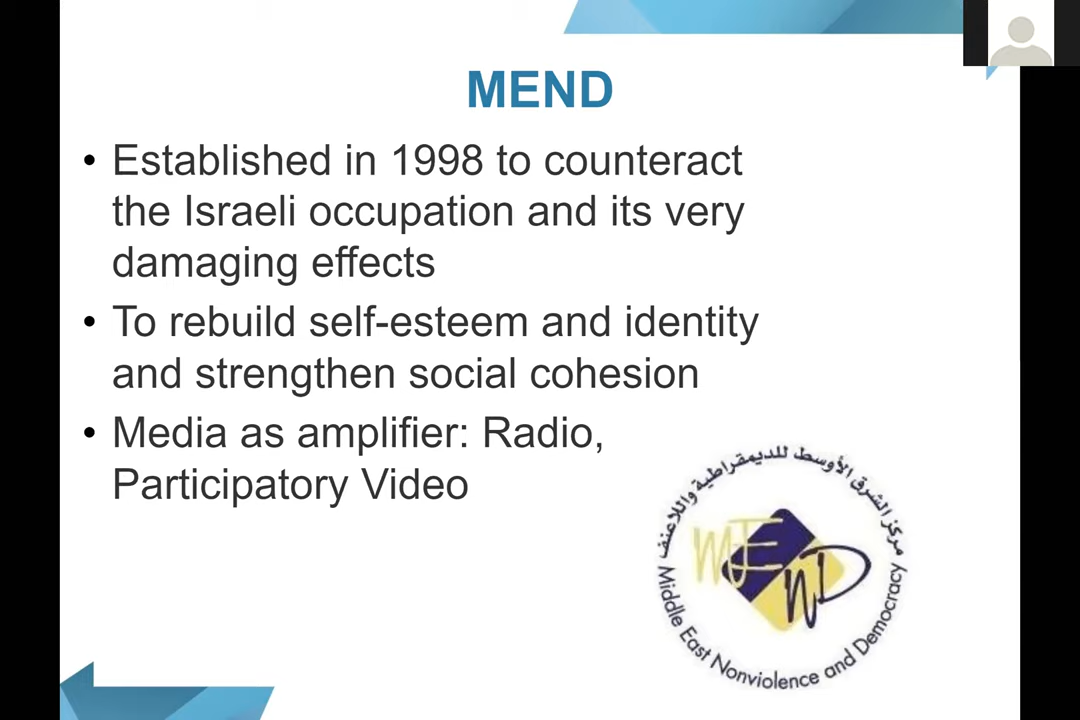 MEND
• Established in 1998 to counteract
the Israeli occupation and its very
damaging effects
• To rebuild self-esteem and identity
and strengthen social cohesion
• Media as amplifier: Radio,
Participatory Video
مركز الشرق الأوسط للديمقراطية واللاعنف
MEND
Middle East Nonviolence and Democracy